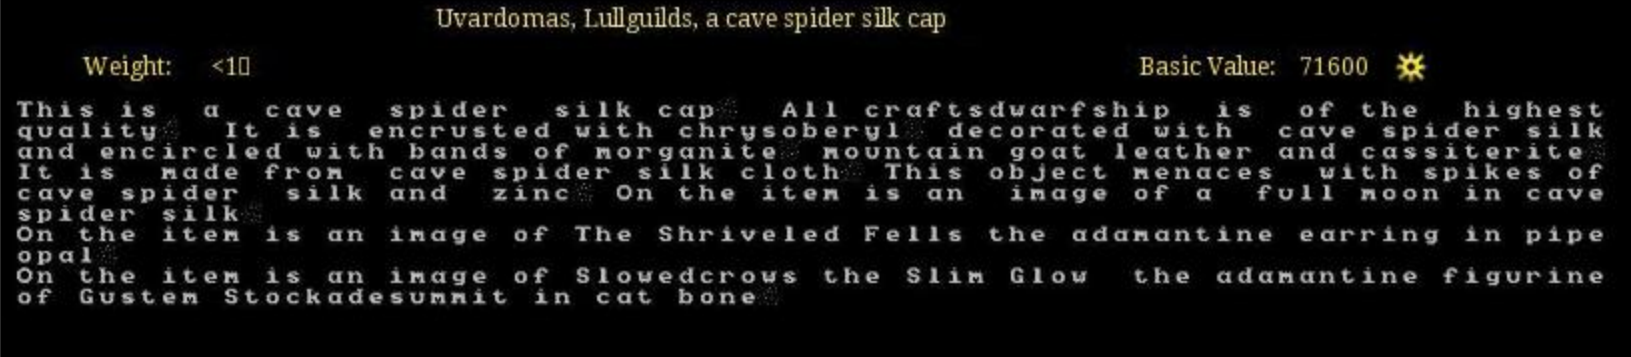 Uvardomas, Lullguilds, a cave spider silk cap
Weight: <1▯ Basic Value: 71600 ☼
This is a cave spider silk cap. All craftsdwarfship is of the highest
quality. It is encrusted with chrysoberyl, decorated with cave spider silk
and encircled with bands of morganite, mountain goat leather and cassiterite.
It is made from cave spider silk cloth. This object menaces with spikes of
cave spider silk and zinc. On the item is an image of a full moon in cave
spider silk.
On the item is an image of The Shriveled Fells the adamantine earring in pipe
opal.
On the item is an image of Slowedcrows the Slim Glow, the adamantine figurine
of Gustem Stockadesummit in cat bone.